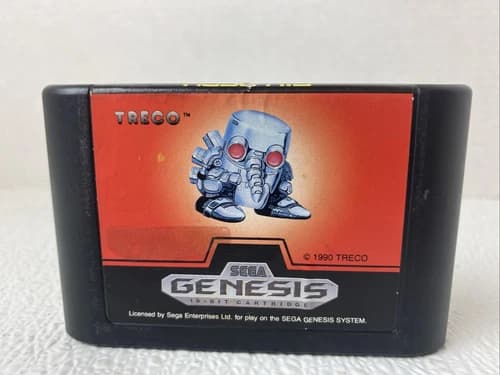 TRECO™
© 1990 TRECO
SEGA
GENESIS
16-BIT CARTRIDGE
Licensed by Sega Enterprises Ltd. for play on the SEGA GENESIS SYSTEM.